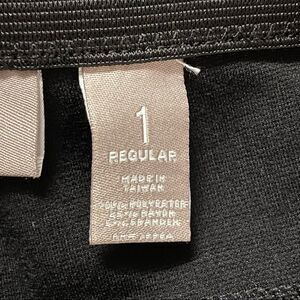 1
REGULAR
MADE IN
TAIWAN
POLYESTER
RAYON
SPANDEX